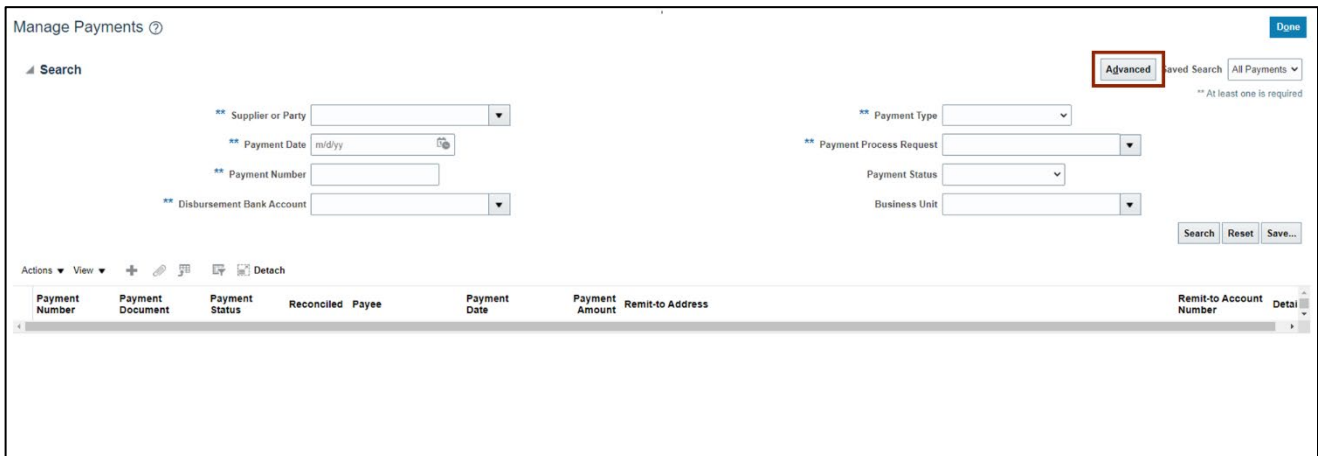 Manage Payments ?
Done
Search
Advanced
Saved Search All Payments
** At least one is required
** Supplier or Party
** Payment Type
** Payment Date m/d/yy
** Payment Process Request
** Payment Number
Payment Status
** Disbursement Bank Account
Business Unit
Search Reset Save...
Actions View Detach
Payment Number Payment Document Payment Status Reconciled Payee Payment Date Payment Amount Remit-to Address Remit-to Account Number Detai